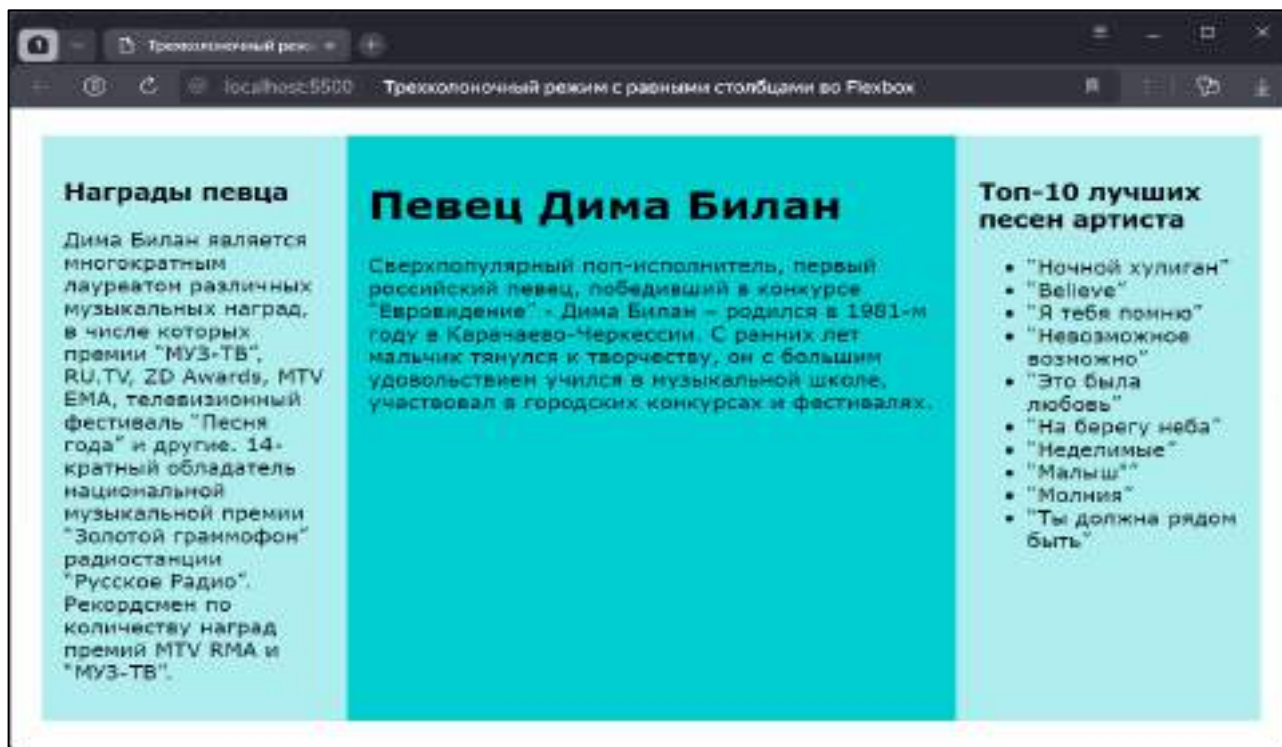 1
Трехколоночный реж
localhost:5500 Трехколоночный режим с равными столбцами во Flexbox
Награды певца
Дима Билан является
многократным
лауреатом различных
музыкальных наград,
в числе которых
премии "МУЗ-ТВ",
RU.TV, ZD Awards, MTV
EMA, телевизионный
фестиваль "Песня
года" и другие. 14-
кратный обладатель
национальной
музыкальной премии
"Золотой граммофон"
радиостанции
"Русское Радио".
Рекордсмен по
количеству наград
премий MTV RMA и
"МУЗ-ТВ".
Певец Дима Билан
Сверхпопулярный поп-исполнитель, первый
российский певец, победивший в конкурсе
"Евровидение" - Дима Билан – родился в 1981-м
году в Карачаево-Черкессии. С ранних лет
мальчик тянулся к творчеству, он с большим
удовольствием учился в музыкальной школе,
участвовал в городских конкурсах и фестивалях.
Топ-10 лучших
песен артиста
• "Ночной хулиган"
• "Believe"
• "Я тебя помню"
• "Невозможное
возможно"
• "Это была
любовь"
• "На берегу неба"
• "Неделимые"
• "Малыш""
• "Молния"
• "Ты должна рядом
быть"